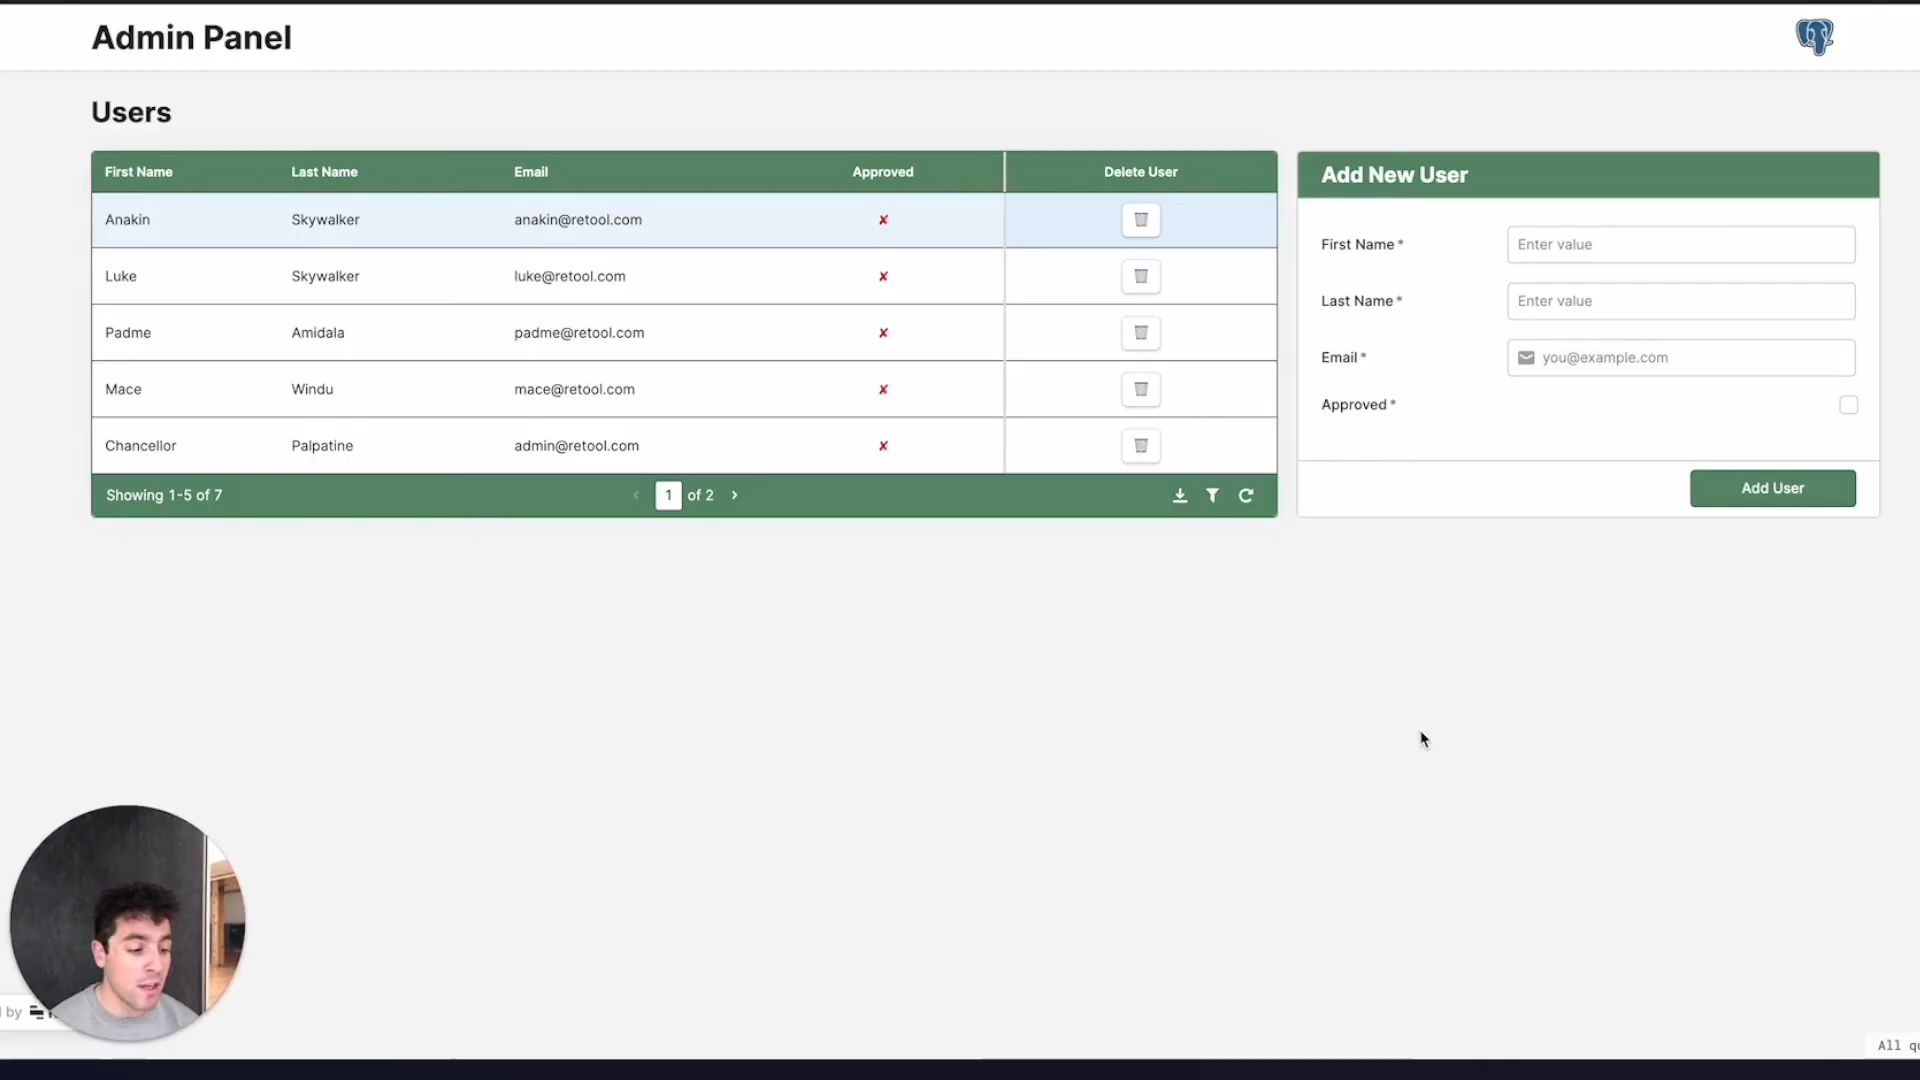 Admin Panel
Users
First Name Last Name Email Approved Delete User
Anakin Skywalker anakin@retool.com ✘
Luke Skywalker luke@retool.com ✘
Padme Amidala padme@retool.com ✘
Mace Windu mace@retool.com ✘
Chancellor Palpatine admin@retool.com ✘
Showing 1-5 of 7 ‹ 1 of 2 ›
Add New User
First Name * Enter value
Last Name * Enter value
Email * you@example.com
Approved *
Add User
by
All